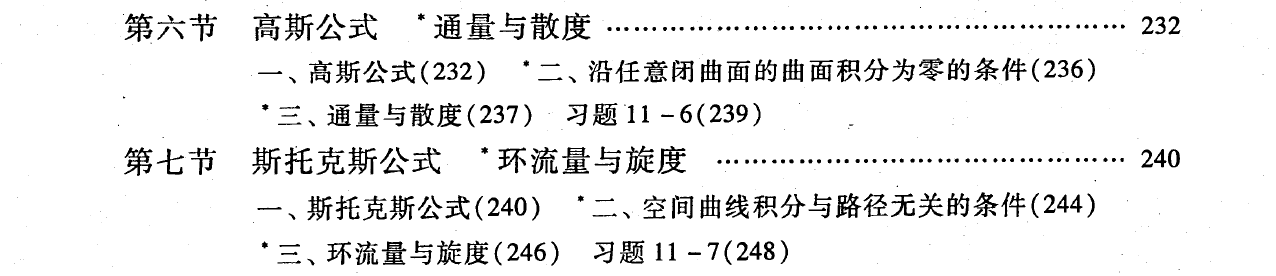 第六节 高斯公式 *通量与散度 …………………………………………………… 232
一、高斯公式(232) *二、沿任意闭曲面的曲面积分为零的条件(236)
*三、通量与散度(237) 习题 11-6(239)
第七节 斯托克斯公式 *环流量与旋度 ………………………………………… 240
一、斯托克斯公式(240) *二、空间曲线积分与路径无关的条件(244)
*三、环流量与旋度(246) 习题 11-7(248)